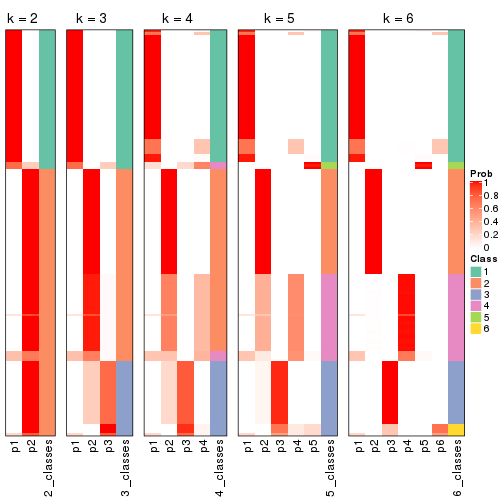 k = 2
k = 3
k = 4
k = 5
k = 6
Prob
1
0.8
0.6
0.4
0.2
0
Class
1
2
3
4
5
6
p1
p2
2_classes
p1
p2
p3
3_classes
p1
p2
p3
p4
4_classes
p1
p2
p3
p4
p5
5_classes
p1
p2
p3
p4
p5
p6
6_classes